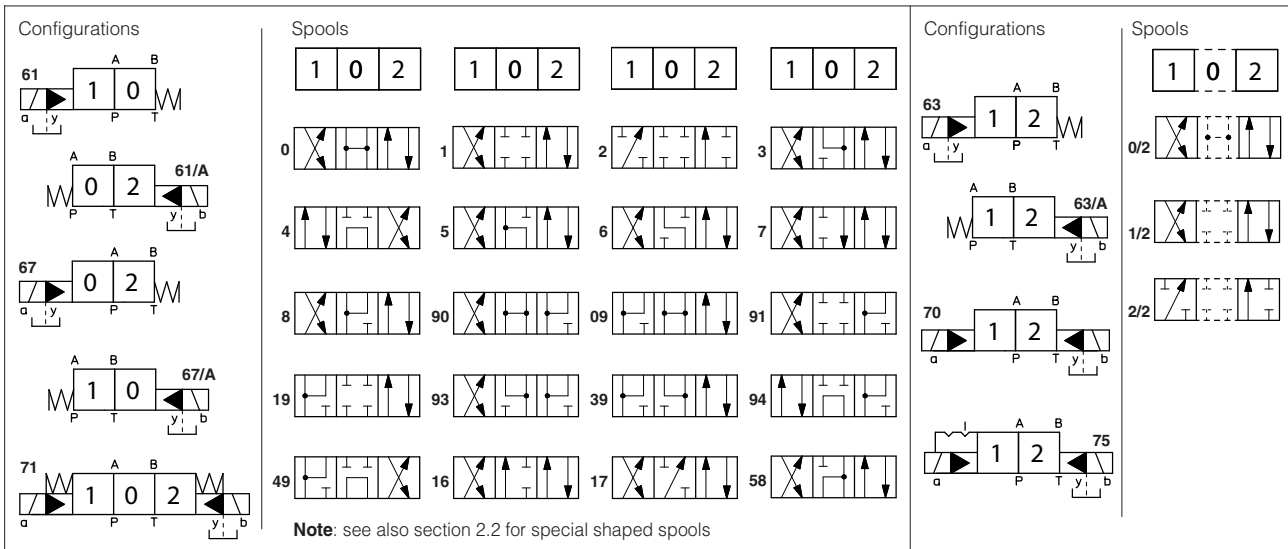 Configurations
Spools
Configurations
Spools
A B
61
1 0
a y P T
A B
61/A
0 2
P T y b
67
A B
0 2
a y P T
A B
67/A
1 0
P T y b
71
A B
1 0 2
a P T y b
1 0 2
1 0 2
1 0 2
1 0 2
0
1
2
3
4
5
6
7
8
90
09
91
19
93
39
94
49
16
17
58
Note: see also section 2.2 for special shaped spools
63
A B
1 2
a y P T
A B
63/A
1 2
P T y b
70
A B
1 2
a P T y b
A B
75
1 2
a P T y b
1 0 2
0/2
1/2
2/2